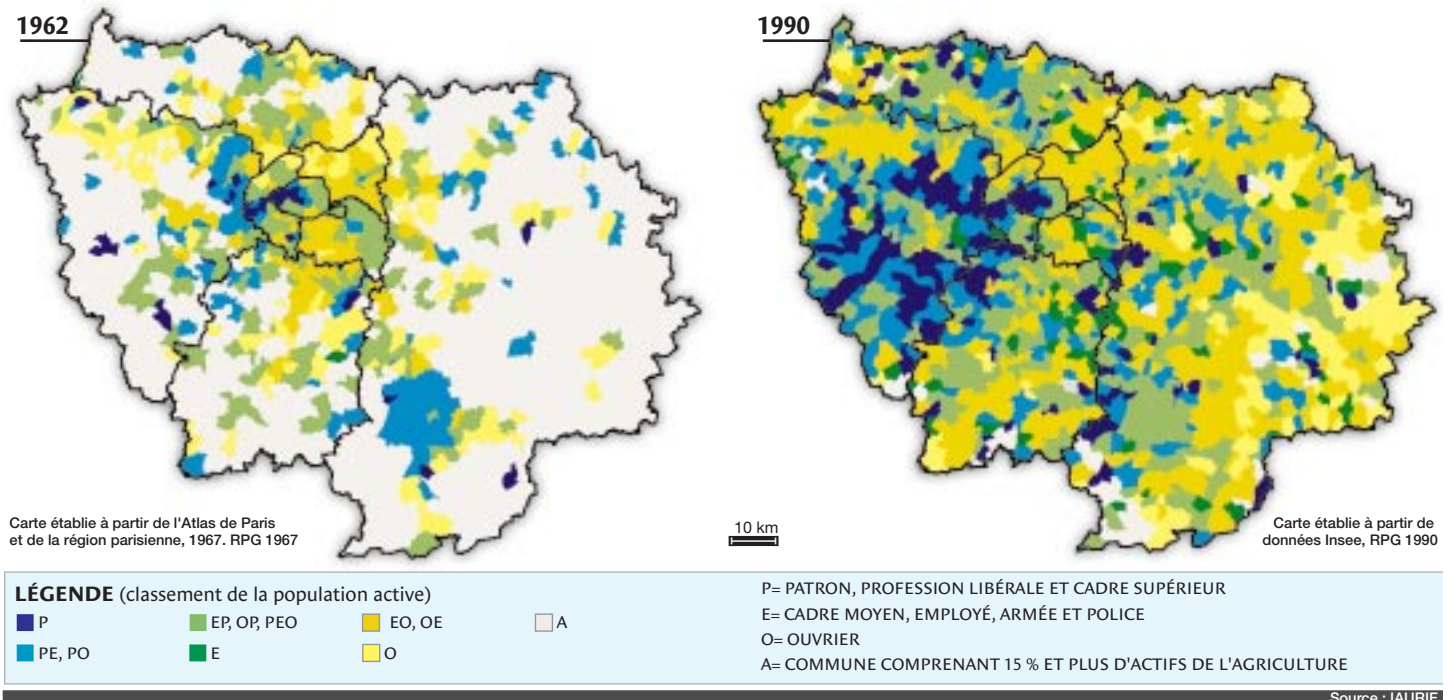 1962
1990
Carte établie à partir de l'Atlas de Paris
et de la région parisienne, 1967. RPG 1967
10 km
Carte établie à partir de
données Insee, RPG 1990
LÉGENDE (classement de la population active)
P
EP, OP, PEO
EO, OE
A
PE, PO
E
O
P= PATRON, PROFESSION LIBÉRALE ET CADRE SUPÉRIEUR
E= CADRE MOYEN, EMPLOYÉ, ARMÉE ET POLICE
O= OUVRIER
A= COMMUNE COMPRENANT 15 % ET PLUS D'ACTIFS DE L'AGRICULTURE
Source : IAURIF